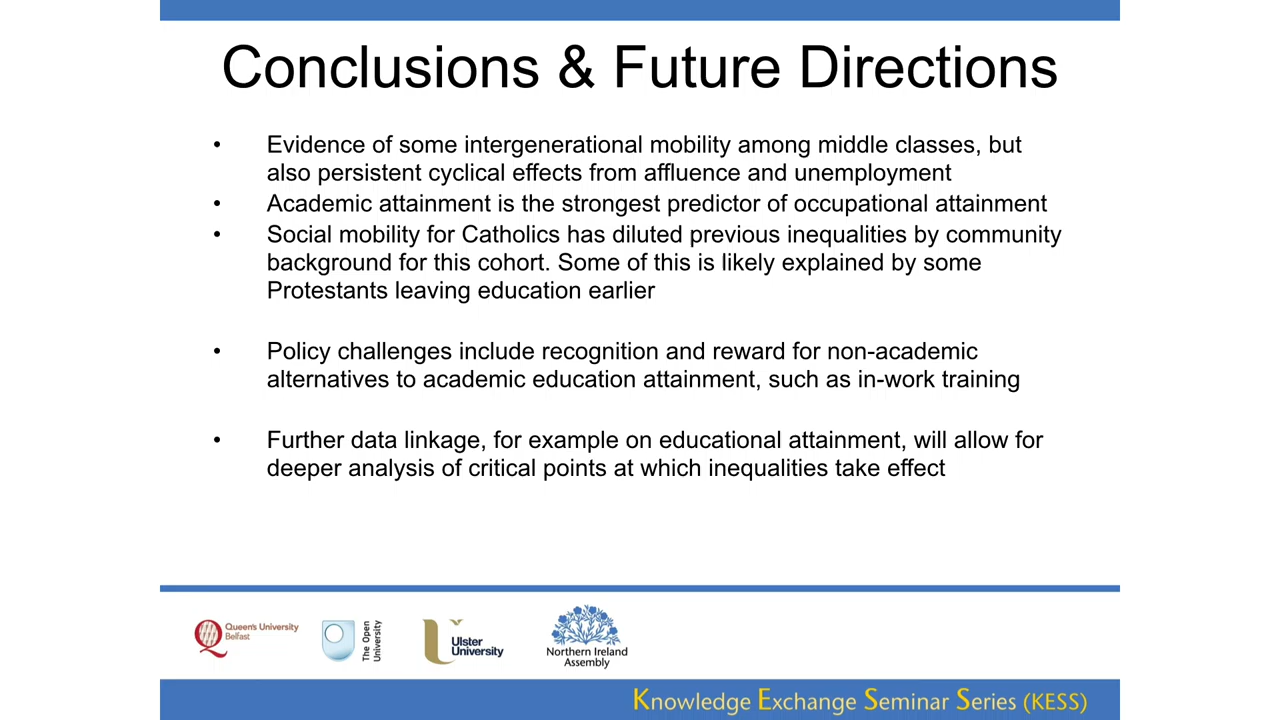 Conclusions & Future Directions
• Evidence of some intergenerational mobility among middle classes, but
also persistent cyclical effects from affluence and unemployment
• Academic attainment is the strongest predictor of occupational attainment
• Social mobility for Catholics has diluted previous inequalities by community
background for this cohort. Some of this is likely explained by some
Protestants leaving education earlier
• Policy challenges include recognition and reward for non-academic
alternatives to academic education attainment, such as in-work training
• Further data linkage, for example on educational attainment, will allow for
deeper analysis of critical points at which inequalities take effect
Queen's University
Belfast
The Open
University
Ulster
University
Northern Ireland
Assembly
Knowledge Exchange Seminar Series (KESS)